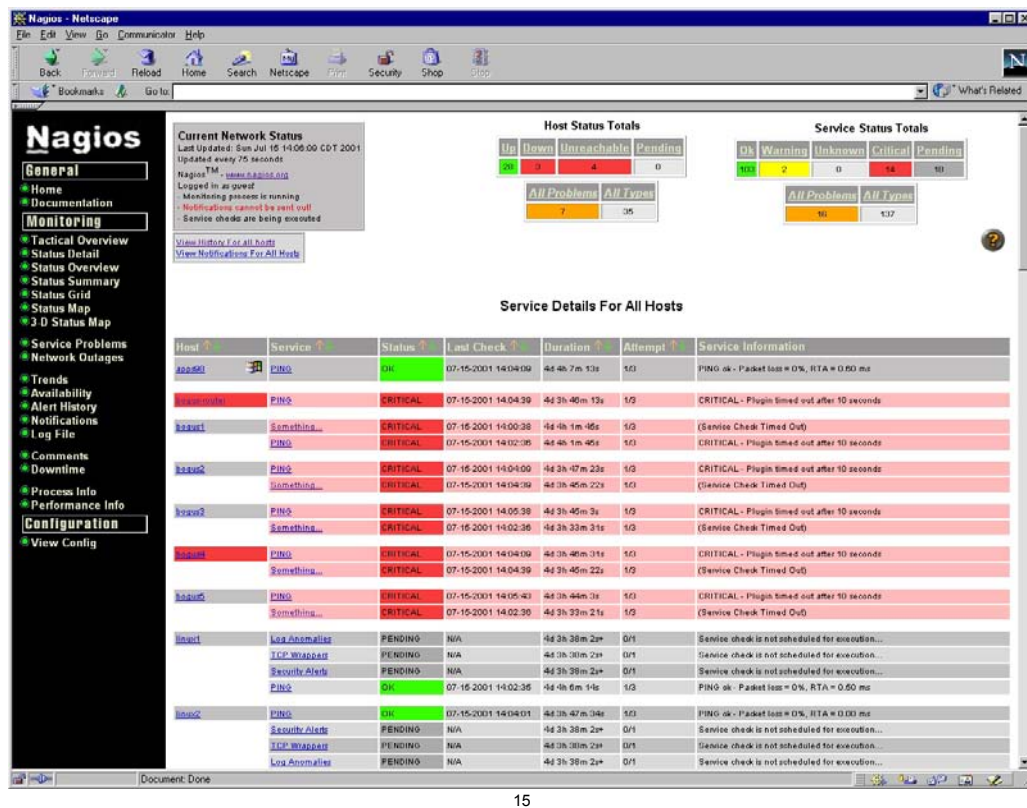 Nagios - Netscape
File Edit View Go Communicator Help
Back Forward Reload Home Search Netscape Print Security Shop Stop
Bookmarks Go to: What's Related
Nagios
General
Home
Documentation
Monitoring
Tactical Overview
Status Detail
Status Overview
Status Summary
Status Grid
Status Map
3-D Status Map
Service Problems
Network Outages
Trends
Availability
Alert History
Notifications
Log File
Comments
Downtime
Process Info
Performance Info
Configuration
View Config
Current Network Status
Last Updated: Sun Jul 15 14:06:09 CDT 2001
Updated every 75 seconds
Nagios™ - www.nagios.org
Logged in as guest
- Monitoring process is running
- Notifications cannot be sent out!
- Service checks are being executed
View History For all hosts
View Notifications For All Hosts
Host Status Totals
Up Down Unreachable Pending
28 3 4 0
All Problems All Types
7 35
Service Status Totals
Ok Warning Unknown Critical Pending
103 2 0 14 18
All Problems All Types
16 137
Service Details For All Hosts
Host Service Status Last Check Duration Attempt Service Information
PING OK 07-15-2001 14:04:09 4d 4h 7m 13s 1/3 PING ok - Packet loss = 0%, RTA = 0.60 ms
PING CRITICAL 07-15-2001 14:04:39 4d 3h 46m 13s 1/3 CRITICAL - Plugin timed out after 10 seconds
bogus1 Something... CRITICAL 07-15-2001 14:00:38 4d 4h 1m 46s 1/3 (Service Check Timed Out)
PING CRITICAL 07-15-2001 14:02:36 4d 4h 1m 45s 1/3 CRITICAL - Plugin timed out after 10 seconds
bogus2 PING CRITICAL 07-15-2001 14:04:09 4d 3h 47m 23s 1/3 CRITICAL - Plugin timed out after 10 seconds
Something... CRITICAL 07-15-2001 14:04:39 4d 3h 45m 22s 1/3 (Service Check Timed Out)
bogus3 PING CRITICAL 07-15-2001 14:05:38 4d 3h 45m 3s 1/3 CRITICAL - Plugin timed out after 10 seconds
Something... CRITICAL 07-15-2001 14:02:36 4d 3h 33m 31s 1/3 (Service Check Timed Out)
bogus4 PING CRITICAL 07-15-2001 14:04:09 4d 3h 46m 31s 1/3 CRITICAL - Plugin timed out after 10 seconds
Something... CRITICAL 07-15-2001 14:04:39 4d 3h 45m 22s 1/3 (Service Check Timed Out)
bogus5 PING CRITICAL 07-15-2001 14:05:43 4d 3h 44m 3s 1/3 CRITICAL - Plugin timed out after 10 seconds
Something... CRITICAL 07-15-2001 14:02:36 4d 3h 33m 21s 1/3 (Service Check Timed Out)
linux1 Log Anomalies PENDING N/A 4d 3h 38m 2s+ 0/1 Service check is not scheduled for execution...
TCP Wrappers PENDING N/A 4d 3h 38m 2s+ 0/1 Service check is not scheduled for execution...
Security Alerts PENDING N/A 4d 3h 38m 2s+ 0/1 Service check is not scheduled for execution...
PING OK 07-15-2001 14:02:35 4d 4h 6m 14s 1/3 PING ok - Packet loss = 0%, RTA = 0.60 ms
linux2 PING OK 07-15-2001 14:04:01 4d 3h 47m 34s 1/3 PING ok - Packet loss = 0%, RTA = 0.00 ms
Security Alerts PENDING N/A 4d 3h 38m 2s+ 0/1 Service check is not scheduled for execution...
TCP Wrappers PENDING N/A 4d 3h 38m 2s+ 0/1 Service check is not scheduled for execution...
Log Anomalies PENDING N/A 4d 3h 38m 2s+ 0/1 Service check is not scheduled for execution...
Document: Done
15